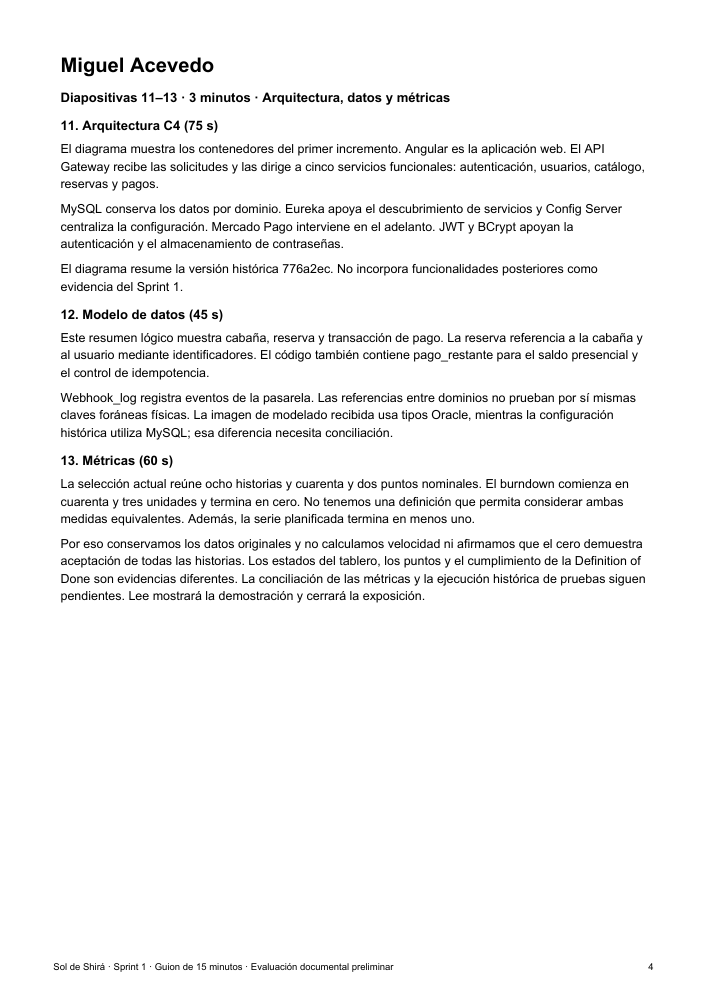 Miguel Acevedo
Diapositivas 11–13 · 3 minutos · Arquitectura, datos y métricas
11. Arquitectura C4 (75 s)
El diagrama muestra los contenedores del primer incremento. Angular es la aplicación web. El API
Gateway recibe las solicitudes y las dirige a cinco servicios funcionales: autenticación, usuarios, catálogo,
reservas y pagos.
MySQL conserva los datos por dominio. Eureka apoya el descubrimiento de servicios y Config Server
centraliza la configuración. Mercado Pago interviene en el adelanto. JWT y BCrypt apoyan la
autenticación y el almacenamiento de contraseñas.
El diagrama resume la versión histórica 776a2ec. No incorpora funcionalidades posteriores como
evidencia del Sprint 1.
12. Modelo de datos (45 s)
Este resumen lógico muestra cabaña, reserva y transacción de pago. La reserva referencia a la cabaña y
al usuario mediante identificadores. El código también contiene pago_restante para el saldo presencial y
el control de idempotencia.
Webhook_log registra eventos de la pasarela. Las referencias entre dominios no prueban por sí mismas
claves foráneas físicas. La imagen de modelado recibida usa tipos Oracle, mientras la configuración
histórica utiliza MySQL; esa diferencia necesita conciliación.
13. Métricas (60 s)
La selección actual reúne ocho historias y cuarenta y dos puntos nominales. El burndown comienza en
cuarenta y tres unidades y termina en cero. No tenemos una definición que permita considerar ambas
medidas equivalentes. Además, la serie planificada termina en menos uno.
Por eso conservamos los datos originales y no calculamos velocidad ni afirmamos que el cero demuestra
aceptación de todas las historias. Los estados del tablero, los puntos y el cumplimiento de la Definition of
Done son evidencias diferentes. La conciliación de las métricas y la ejecución histórica de pruebas siguen
pendientes. Lee mostrará la demostración y cerrará la exposición.
Sol de Shirá · Sprint 1 · Guion de 15 minutos · Evaluación documental preliminar 4